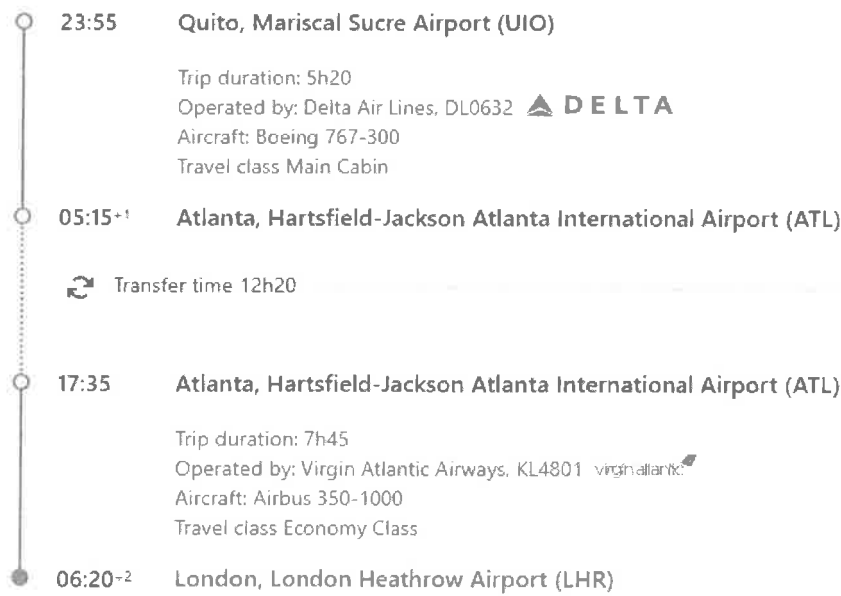 23:55 Quito, Mariscal Sucre Airport (UIO)
Trip duration: 5h20
Operated by: Delta Air Lines, DL0632 DELTA
Aircraft: Boeing 767-300
Travel class Main Cabin
05:15+1 Atlanta, Hartsfield-Jackson Atlanta International Airport (ATL)
Transfer time 12h20
17:35 Atlanta, Hartsfield-Jackson Atlanta International Airport (ATL)
Trip duration: 7h45
Operated by: Virgin Atlantic Airways, KL4801 virgin atlantic
Aircraft: Airbus 350-1000
Travel class Economy Class
06:20+2 London, London Heathrow Airport (LHR)